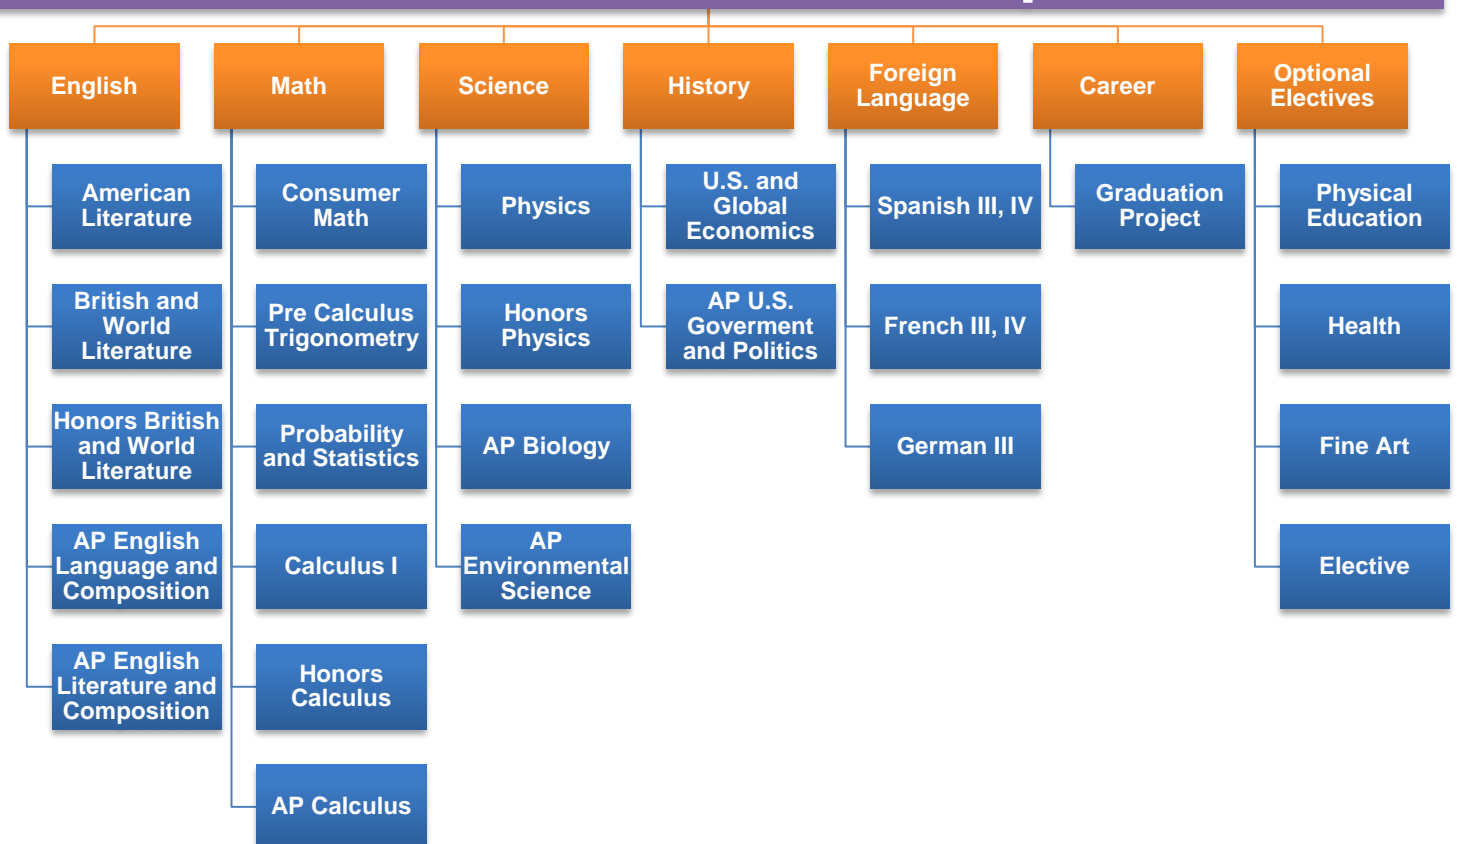 English
Math
Science
History
Foreign
Language
Career
Optional
Electives
American
Literature
British and
World
Literature
Honors British
and World
Literature
AP English
Language and
Composition
AP English
Literature and
Composition
Consumer
Math
Pre Calculus
Trigonometry
Probability
and Statistics
Calculus I
Honors
Calculus
AP Calculus
Physics
Honors
Physics
AP Biology
AP
Environmental
Science
U.S. and
Global
Economics
AP U.S.
Goverment
and Politics
Spanish III, IV
French III, IV
German III
Graduation
Project
Physical
Education
Health
Fine Art
Elective